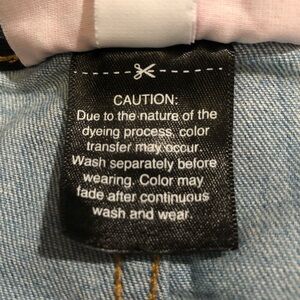 CAUTION:
Due to the nature of the
dyeing process, color
transfer may occur.
Wash separately before
wearing. Color may
fade after continuous
wash and wear.